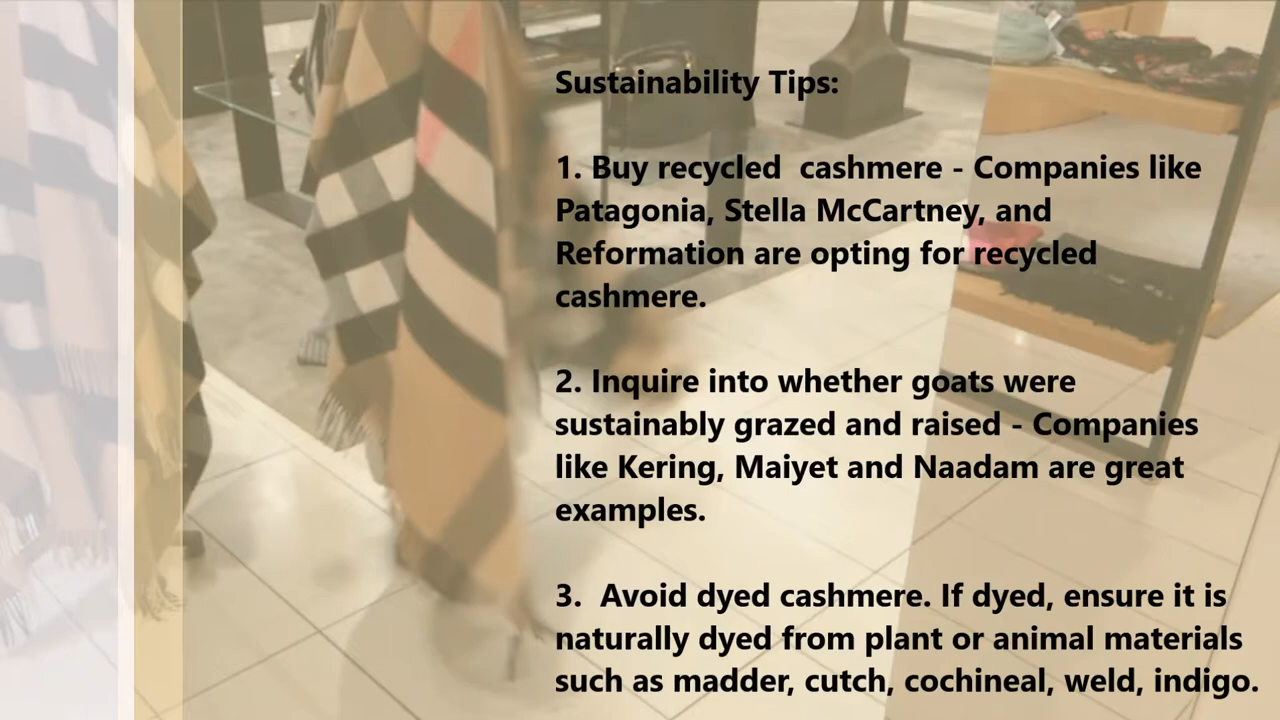 Sustainability Tips:
1. Buy recycled  cashmere - Companies like
Patagonia, Stella McCartney, and
Reformation are opting for recycled
cashmere.
2. Inquire into whether goats were
sustainably grazed and raised - Companies
like Kering, Maiyet and Naadam are great
examples.
3.  Avoid dyed cashmere. If dyed, ensure it is
naturally dyed from plant or animal materials
such as madder, cutch, cochineal, weld, indigo.